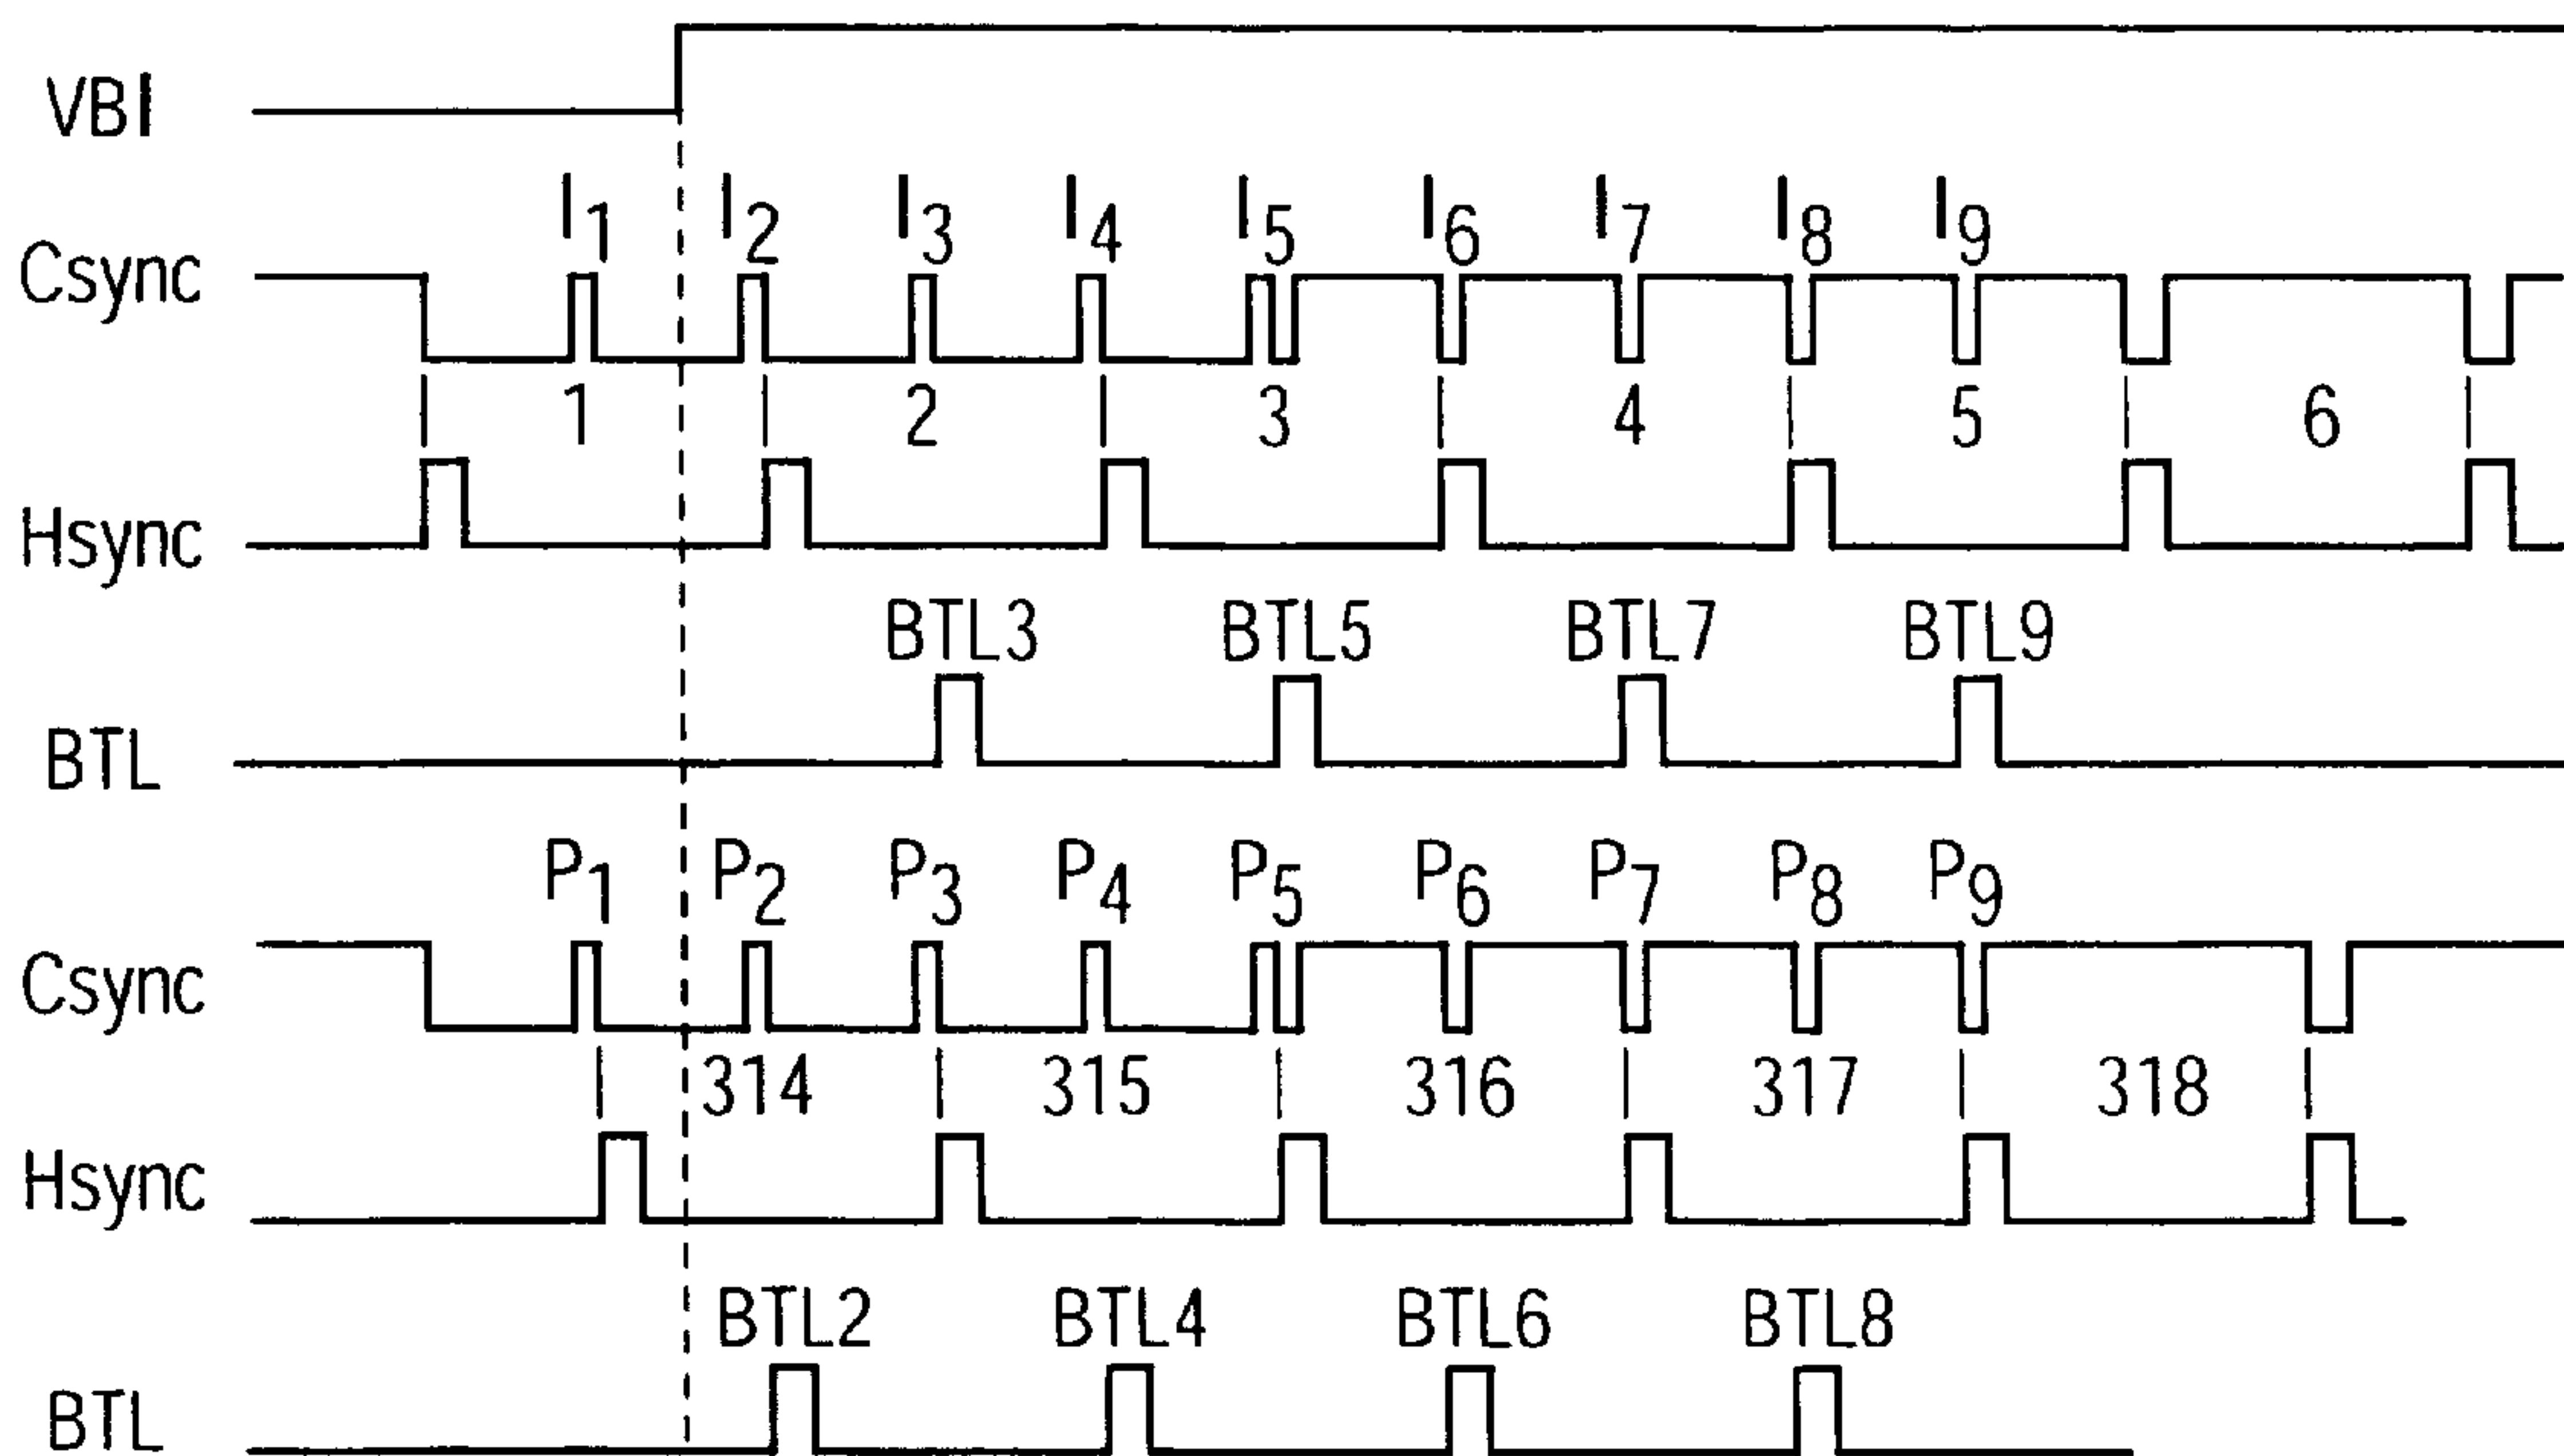 VBI
I1 I2 I3 I4 I5 I6 I7 I8 I9
Csync
1 2 3 4 5 6
Hsync
BTL3 BTL5 BTL7 BTL9
BTL
P1 P2 P3 P4 P5 P6 P7 P8 P9
Csync
314 315 316 317 318
Hsync
BTL2 BTL4 BTL6 BTL8
BTL